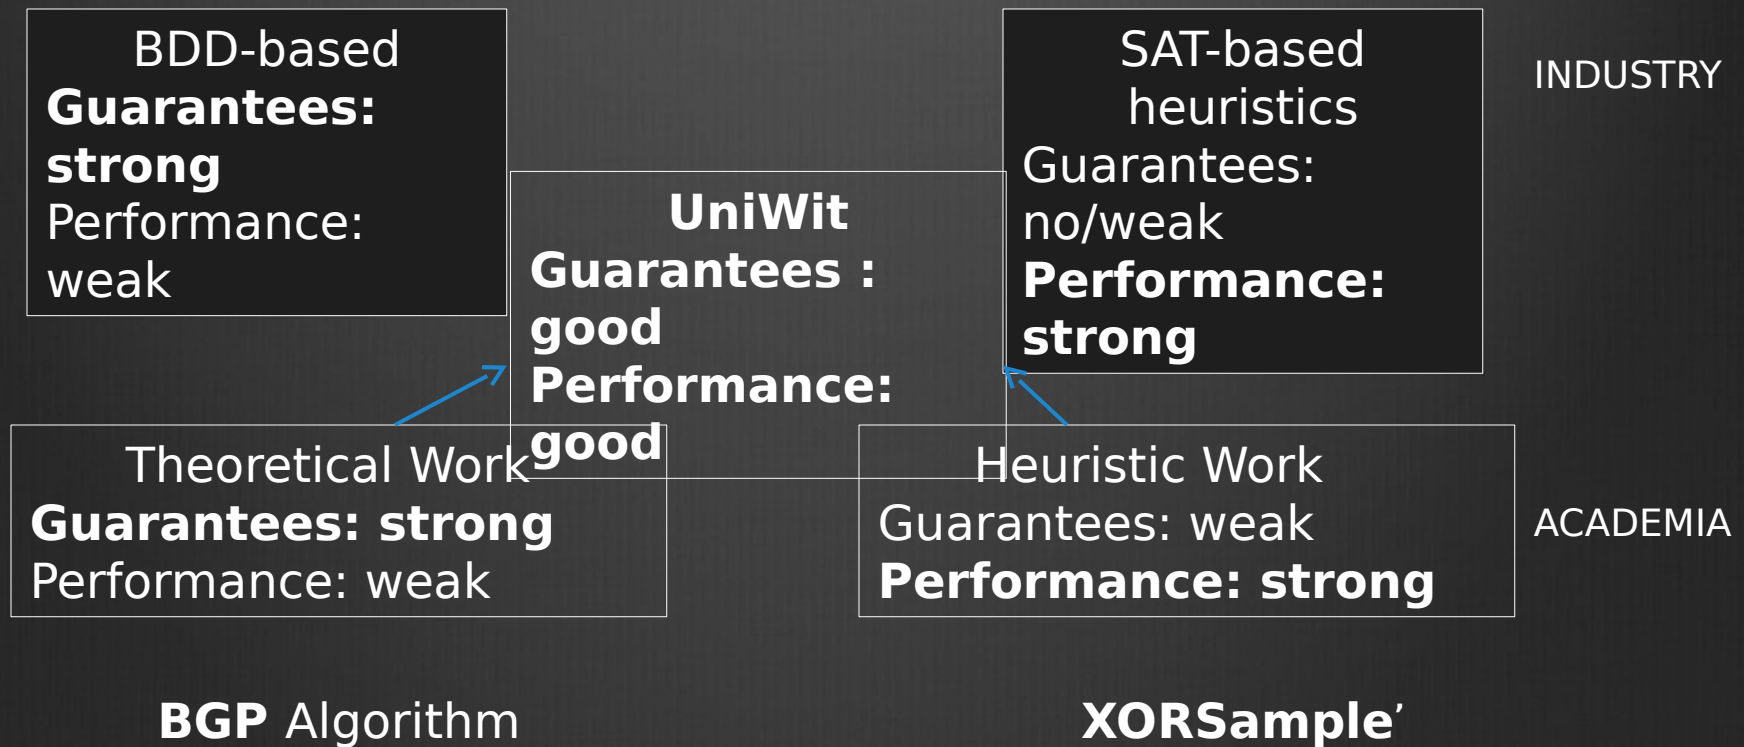 BDD-based
Guarantees:
strong
Performance:
weak
SAT-based
heuristics
Guarantees:
no/weak
Performance:
strong
INDUSTRY
UniWit
Guarantees :
good
Performance:
good
Theoretical Work
Guarantees: strong
Performance: weak
Heuristic Work
Guarantees: weak
Performance: strong
ACADEMIA
BGP Algorithm
XORSample’